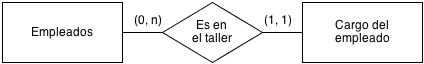 Empleados
(0, n)
Es en
el taller
(1, 1)
Cargo del
empleado